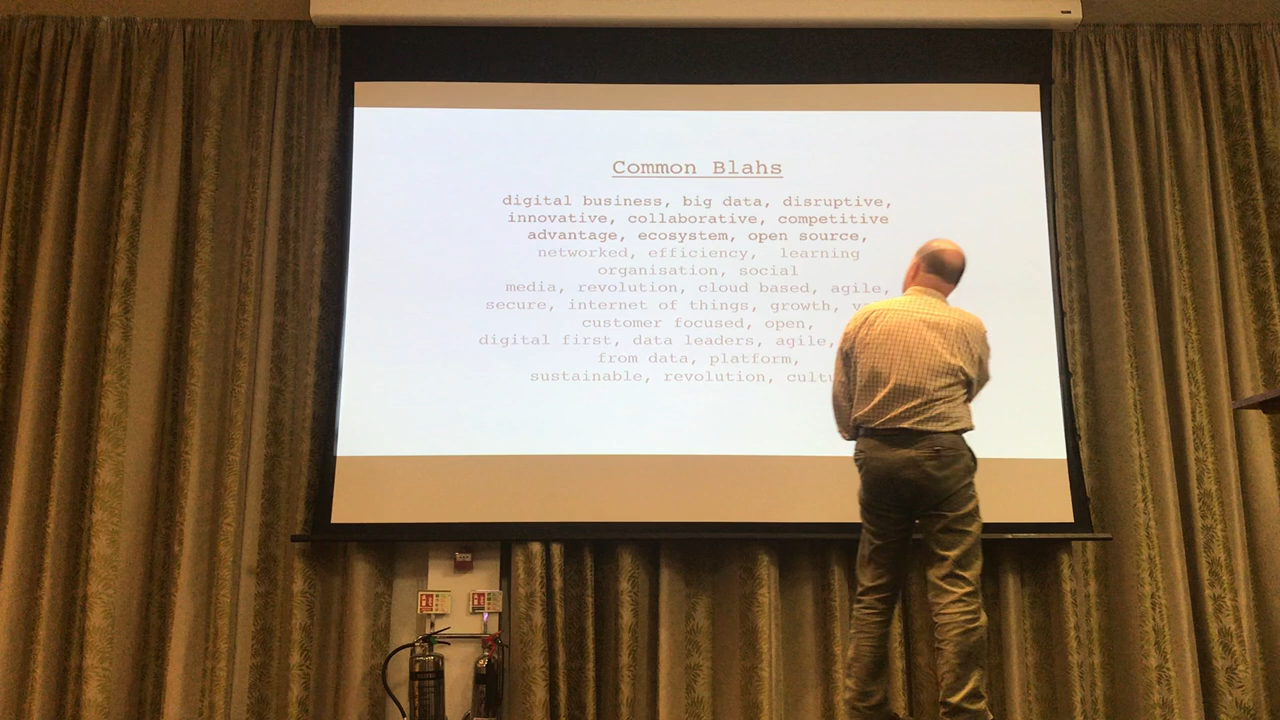 Common Blahs
digital business, big data, disruptive,
innovative, collaborative, competitive
advantage, ecosystem, open source,
networked, efficiency, learning
organisation, social
media, revolution, cloud based, agile,
secure, internet of things, growth,
customer focused, open,
digital first, data leaders, agile,
from data, platform,
sustainable, revolution,